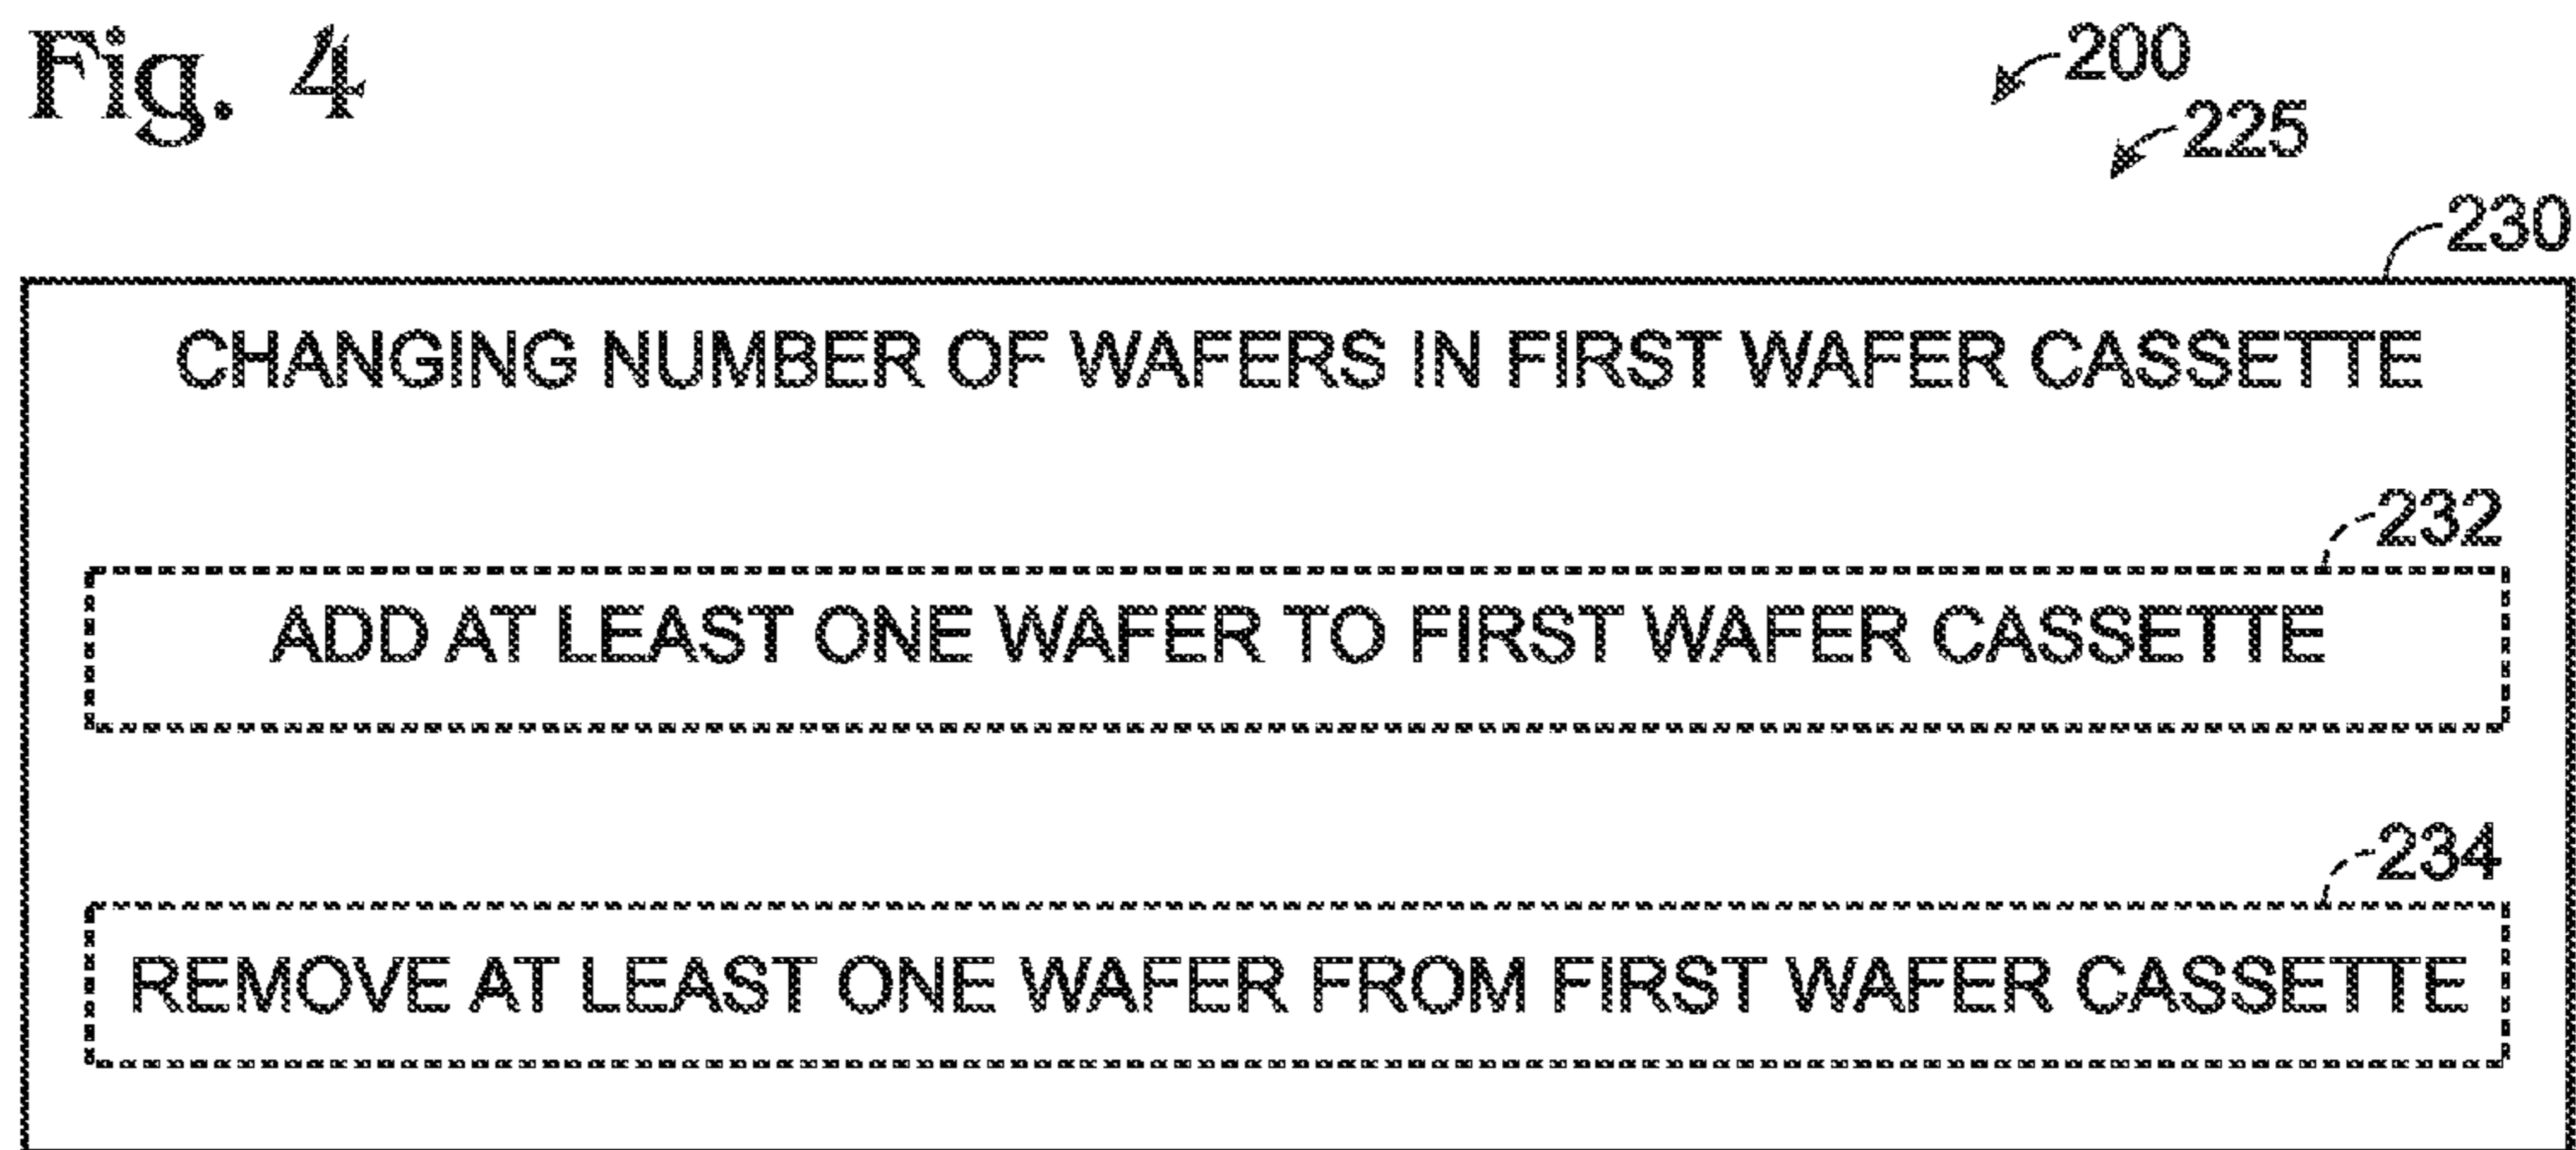 Fig. 4
200
225
230
CHANGING NUMBER OF WAFERS IN FIRST WAFER CASSETTE
232
ADD AT LEAST ONE WAFER TO FIRST WAFER CASSETTE
234
REMOVE AT LEAST ONE WAFER FROM FIRST WAFER CASSETTE